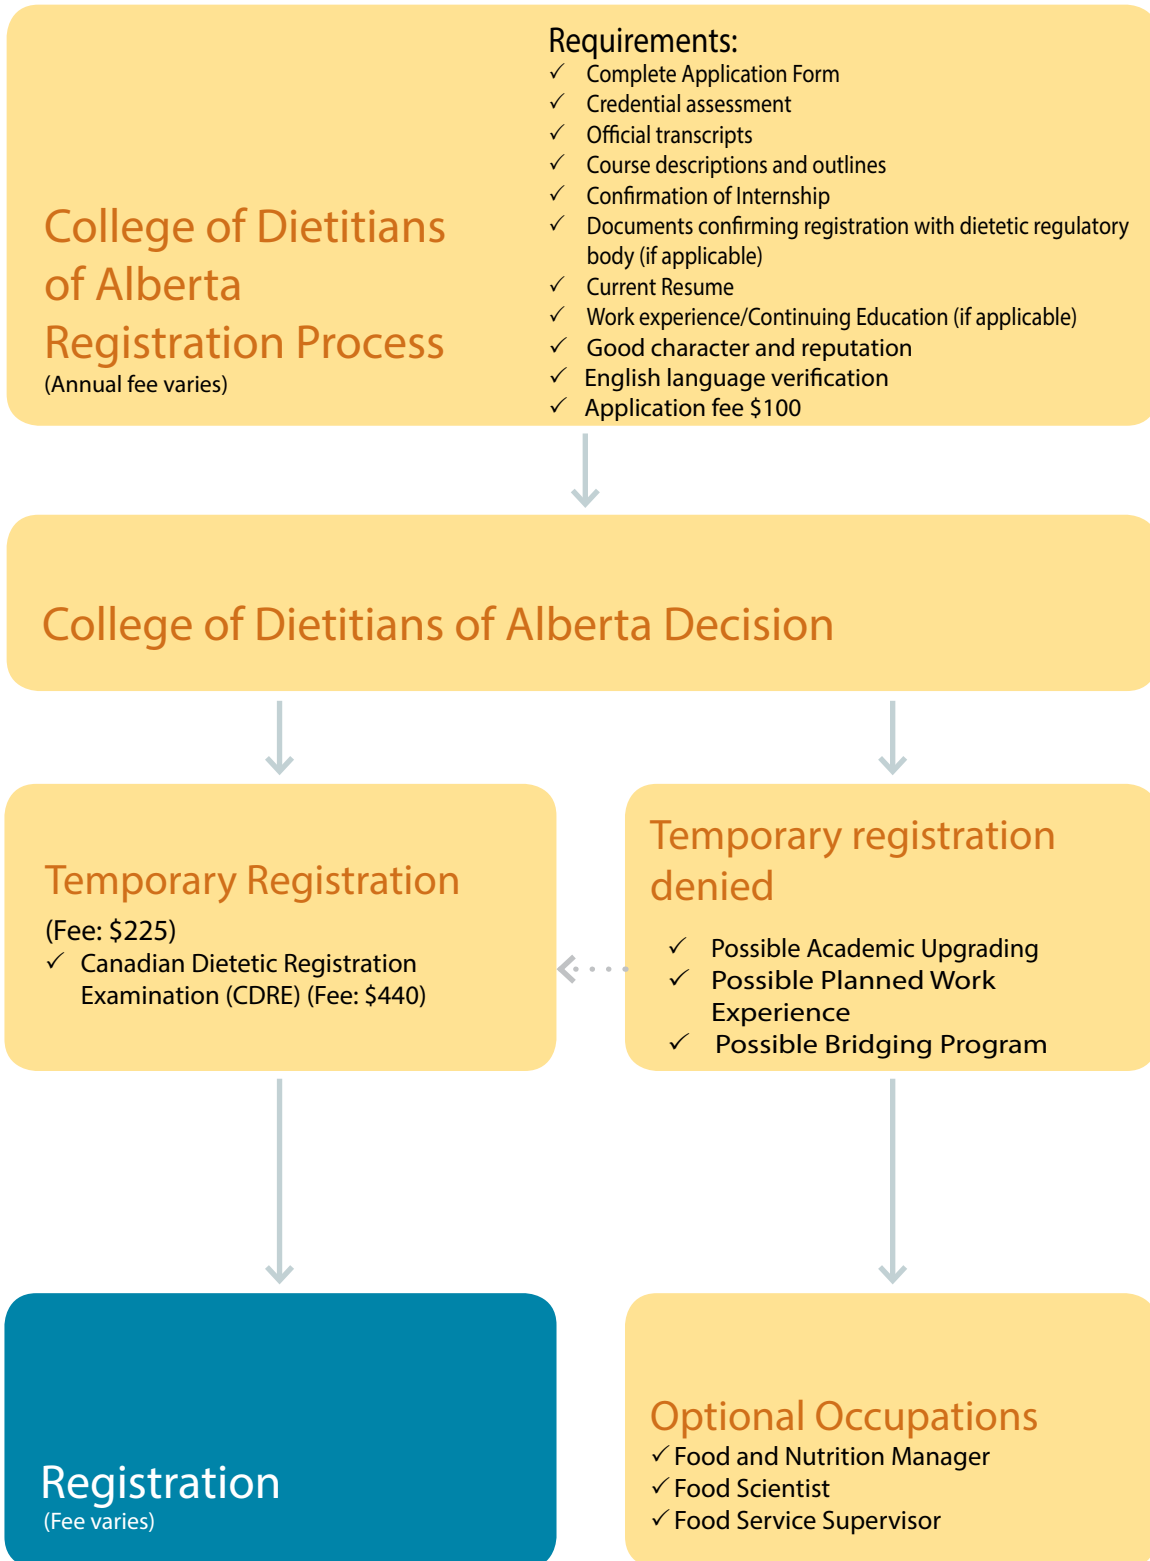 College of Dietitians
of Alberta
Registration Process
(Annual fee varies)
Requirements:
✓ Complete Application Form
✓ Credential assessment
✓ Official transcripts
✓ Course descriptions and outlines
✓ Confirmation of Internship
✓ Documents confirming registration with dietetic regulatory
body (if applicable)
✓ Current Resume
✓ Work experience/Continuing Education (if applicable)
✓ Good character and reputation
✓ English language verification
✓ Application fee $100
College of Dietitians of Alberta Decision
Temporary Registration
(Fee: $225)
✓ Canadian Dietetic Registration
Examination (CDRE) (Fee: $440)
Temporary registration
denied
✓ Possible Academic Upgrading
✓ Possible Planned Work
Experience
✓ Possible Bridging Program
Registration
(Fee varies)
Optional Occupations
✓ Food and Nutrition Manager
✓ Food Scientist
✓ Food Service Supervisor